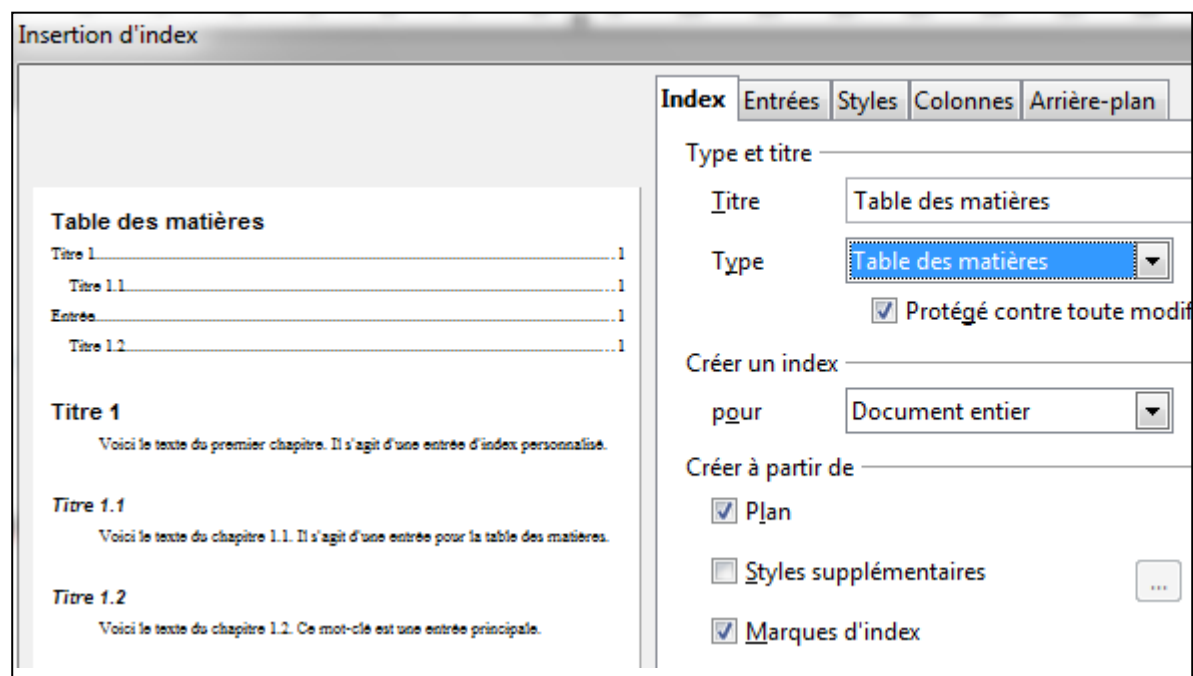 Insertion d'index
Table des matières
Titre 1 1
Titre 1.1 1
Entrée 1
Titre 1.2 1
Titre 1
Voici le texte du premier chapitre. Il s'agit d'une entrée d'index personnalisé.
Titre 1.1
Voici le texte du chapitre 1.1. Il s'agit d'une entrée pour la table des matières.
Titre 1.2
Voici le texte du chapitre 1.2. Ce mot-clé est une entrée principale.
Index Entrées Styles Colonnes Arrière-plan
Type et titre
Titre Table des matières
Type Table des matières
Protégé contre toute modif
Créer un index
pour Document entier
Créer à partir de
Plan
Styles supplémentaires ...
Marques d'index